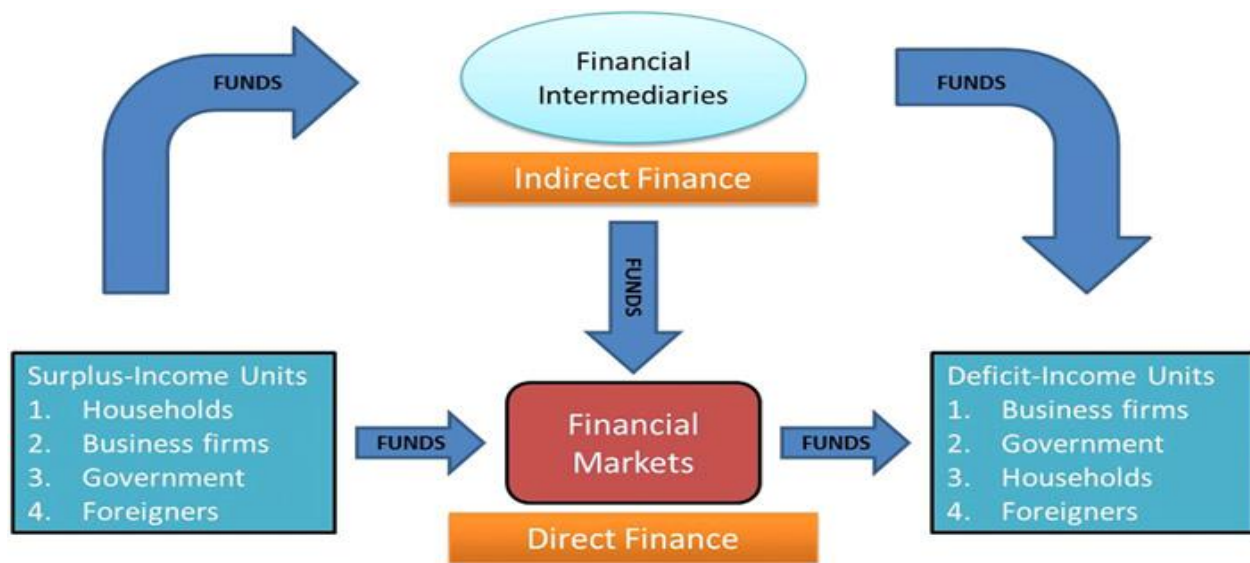 FUNDS
Financial
Intermediaries
FUNDS
Indirect Finance
FUNDS
Surplus-Income Units
1. Households
2. Business firms
3. Government
4. Foreigners
FUNDS
Financial
Markets
FUNDS
Deficit-Income Units
1. Business firms
2. Government
3. Households
4. Foreigners
Direct Finance